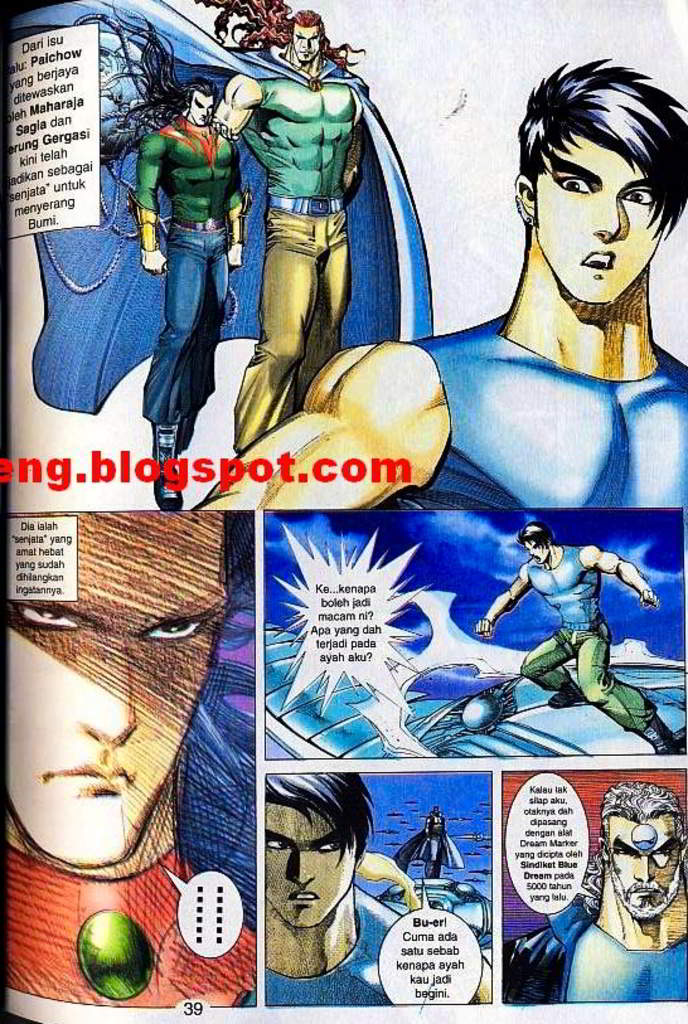 Dari isu
lalu: Paichow
yang berjaya
ditewaskan
oleh Maharaja
Sagla dan
Gergasi
kini telah
dijadikan sebagai
"senjata" untuk
menyerang
Bumi.
eng.blogspot.com
Dia ialah
"senjata" yang
amat hebat
yang sudah
dihilangkan
ingatannya.
Ke...kenapa
boleh jadi
macam ni?
Apa yang dah
terjadi pada
ayah aku?
Bu-er!
Cuma ada
satu sebab
kenapa ayah
kau jadi
begini.
Kalau tak
silap aku,
otaknya dah
dipasang
dengan alat
Dream Marker
yang dicipta oleh
Sindiket Blue
Dream pada
5000 tahun
yang lalu.
39